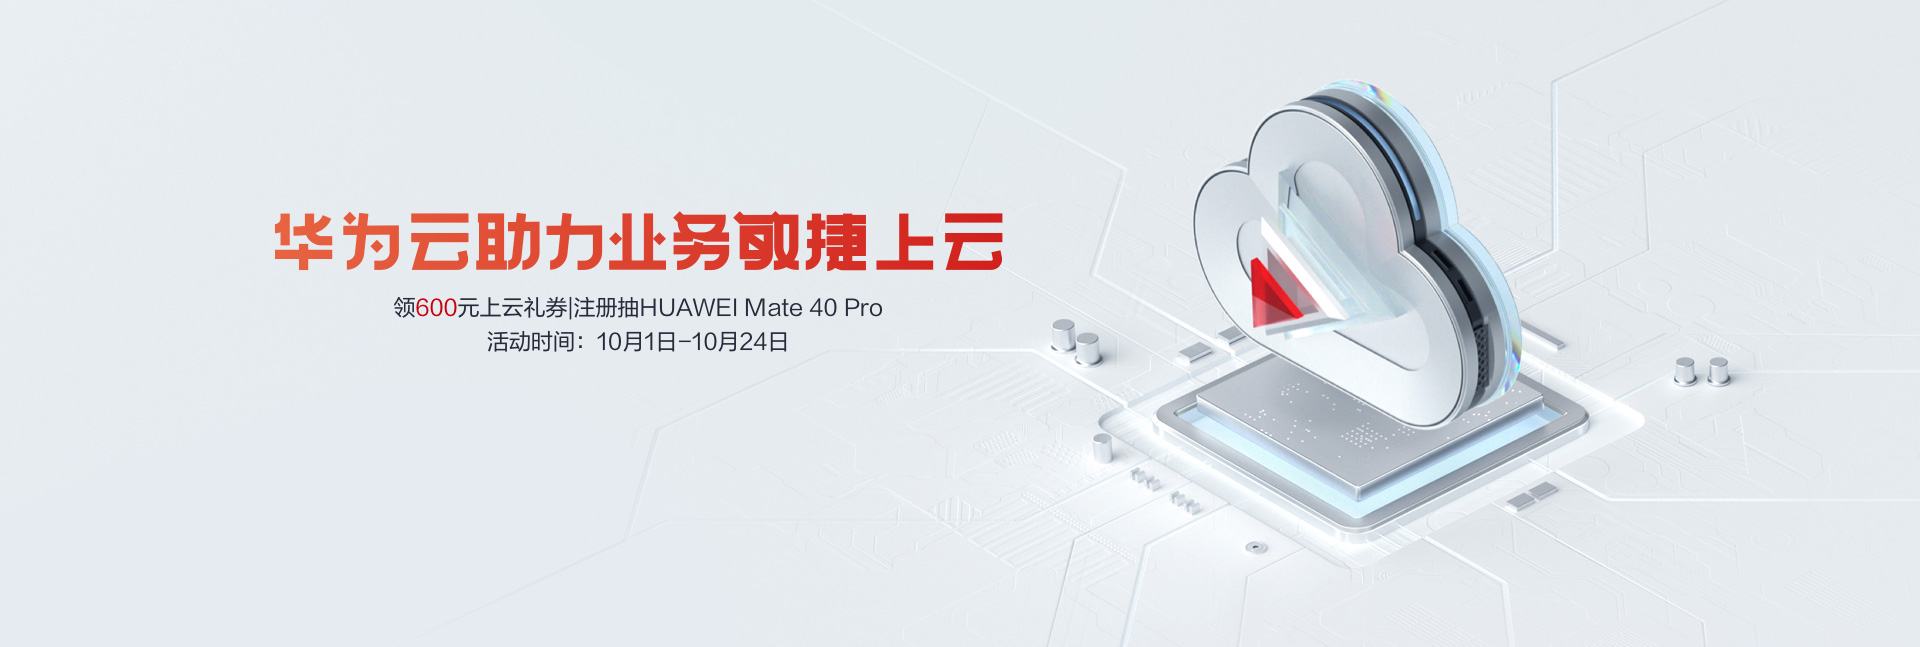 华为云助力业务敏捷上云
领600元上云礼券|注册抽HUAWEI Mate 40 Pro
活动时间：10月1日-10月24日